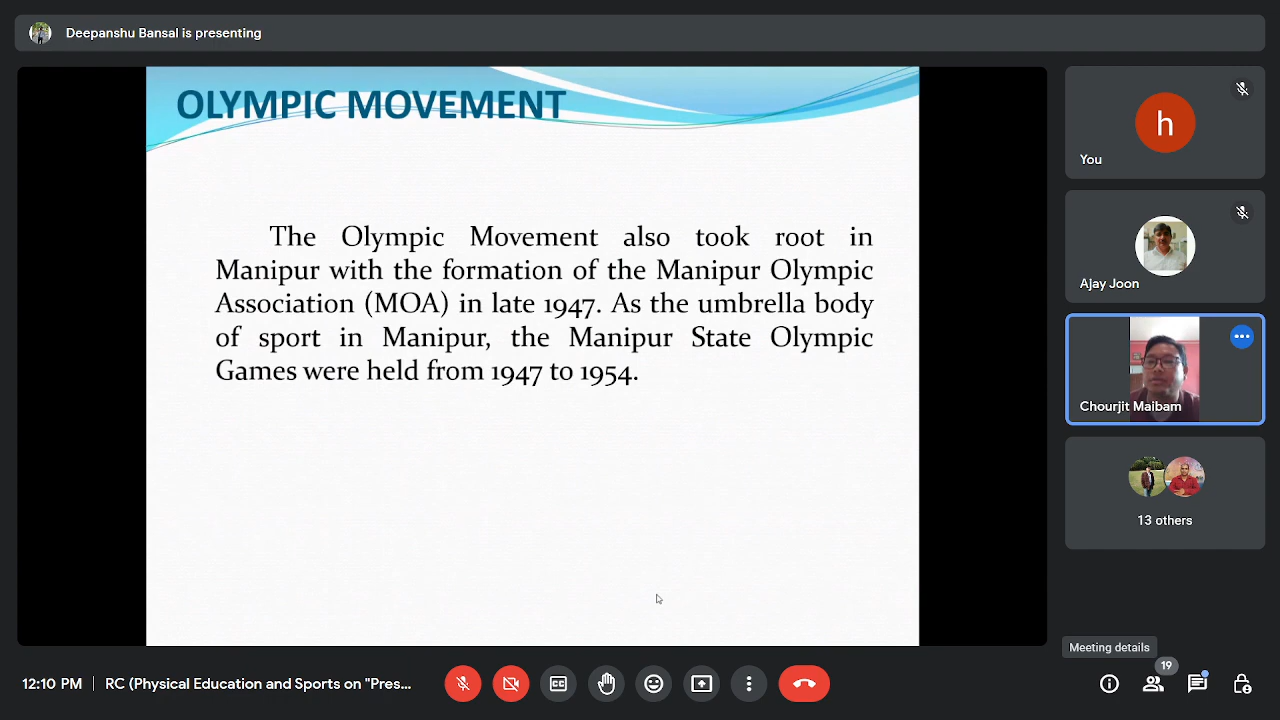 Deepanshu Bansal is presenting
OLYMPIC MOVEMENT
The Olympic Movement also took root in
Manipur with the formation of the Manipur Olympic
Association (MOA) in late 1947. As the umbrella body
of sport in Manipur, the Manipur State Olympic
Games were held from 1947 to 1954.
h
You
Ajay Joon
Chourjit Maibam
13 others
Meeting details
12:10 PM | RC (Physical Education and Sports on "Pres...
19